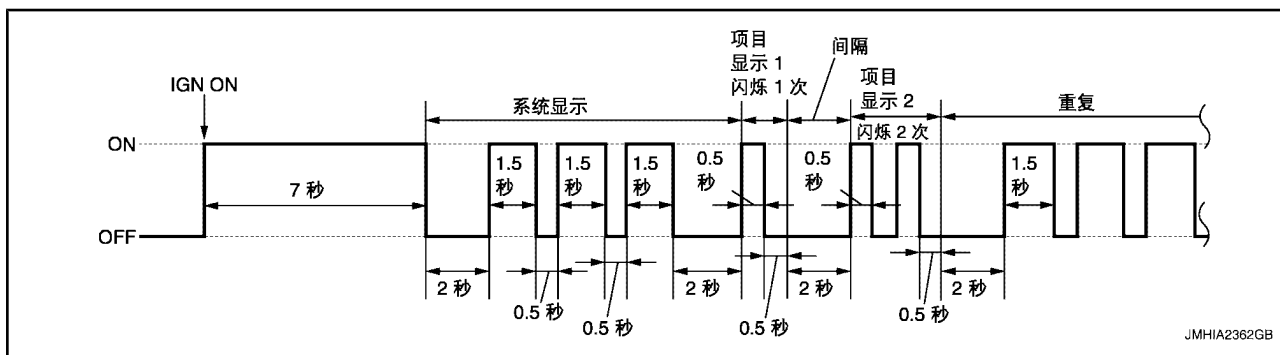 项目
显示 1
闪烁 1 次
间隔
项目
显示 2
闪烁 2 次
IGN ON
系统显示
重复
ON
7 秒
1.5
秒
1.5
秒
1.5
秒
0.5
秒
0.5
秒
1.5
秒
OFF
2 秒
0.5 秒
0.5 秒
2 秒
0.5 秒
2 秒
0.5 秒
2 秒
JMHIA2362GB